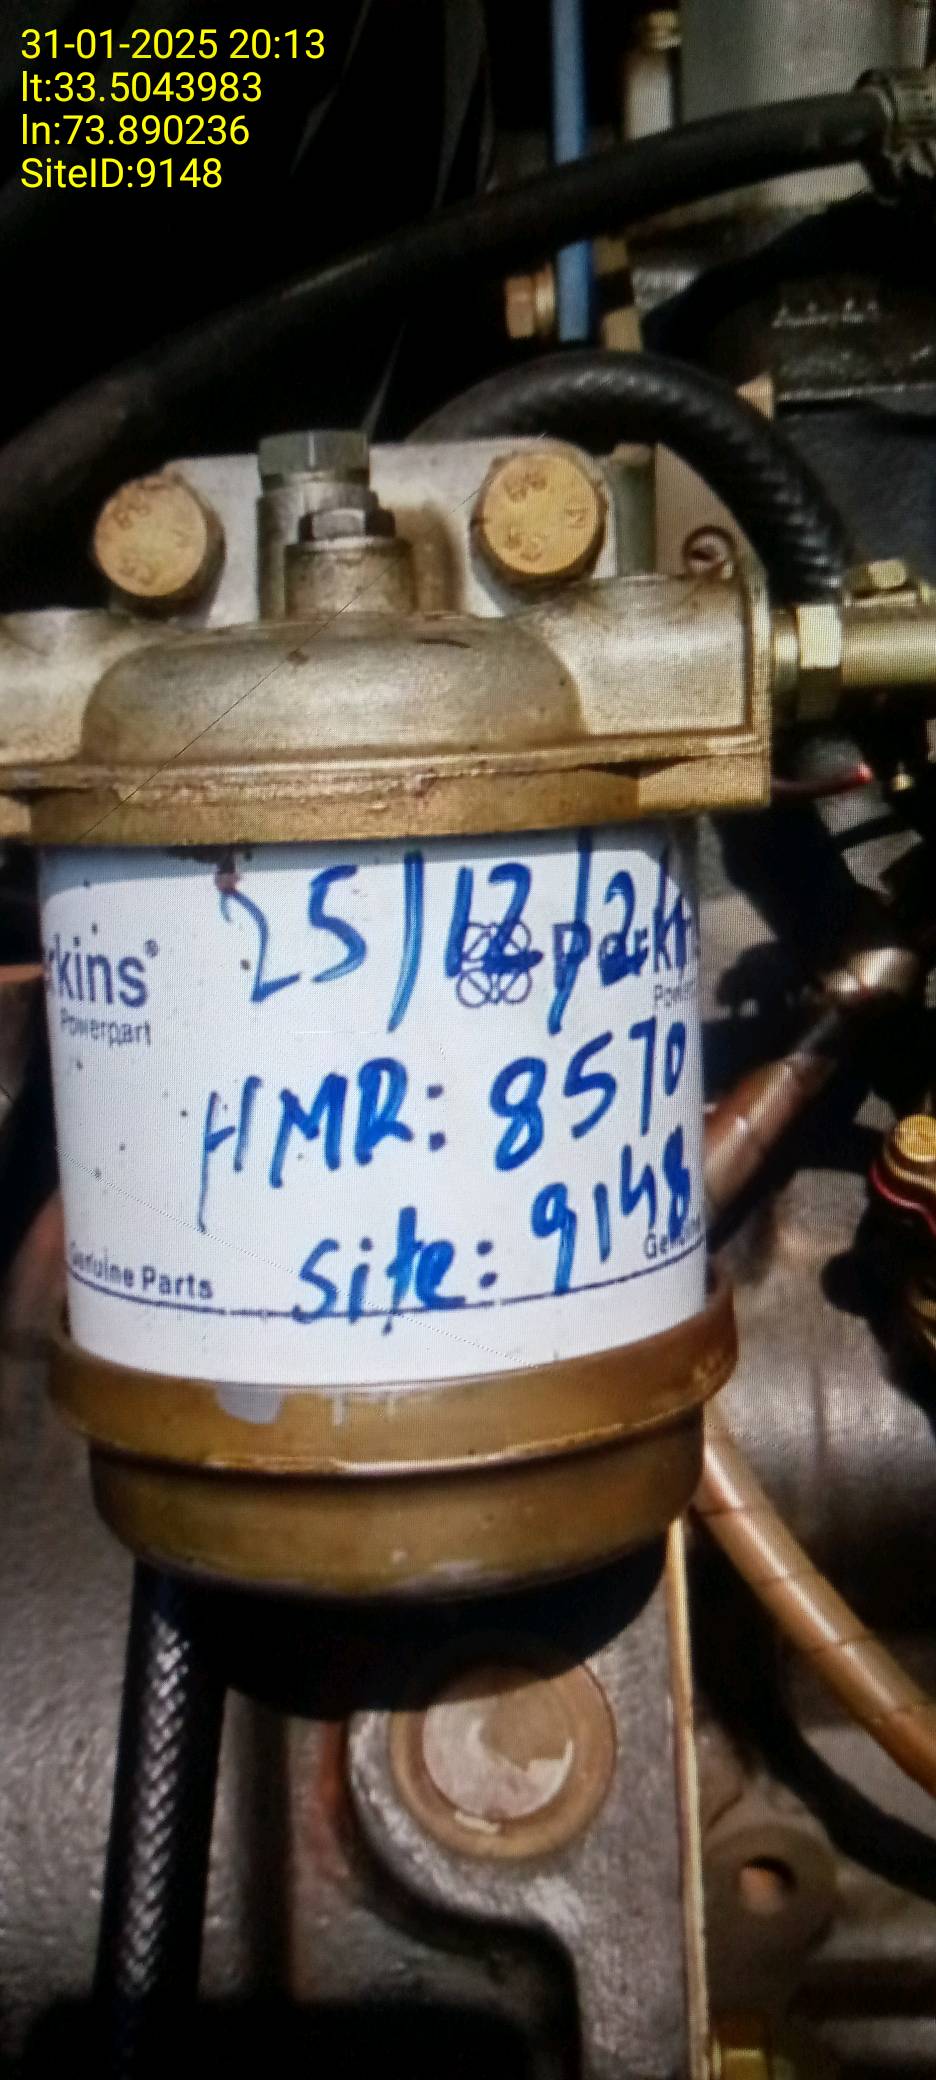 31-01-2025 20:13
lt:33.5043983
ln:73.890236
SiteID:9148
25/12/24
rkins®
Powerpart
HMR: 8570
Site: 9148
Genuine Parts